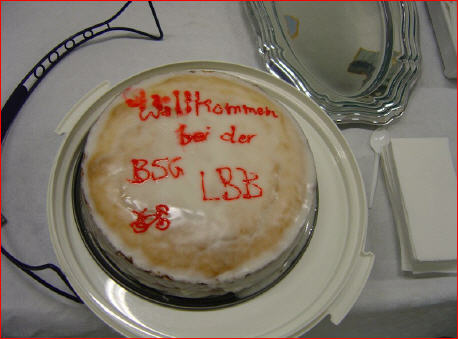 Willkommen
bei der
BSG
LBB